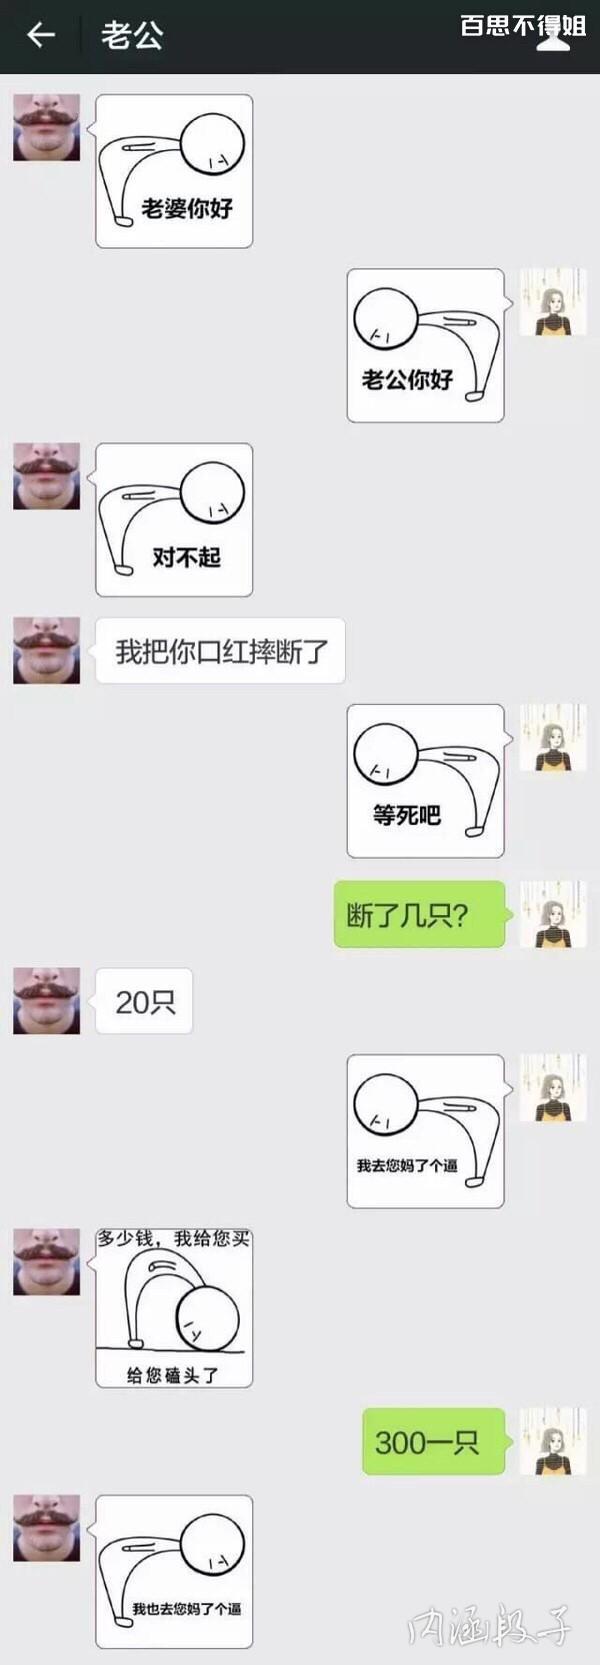 老公
百思不得姐
老婆你好
老公你好
对不起
我把你口红摔断了
等死吧
断了几只?
20只
我去您妈了个逼
多少钱，我给您买
给您磕头了
300一只
我也去您妈了个逼
内涵段子